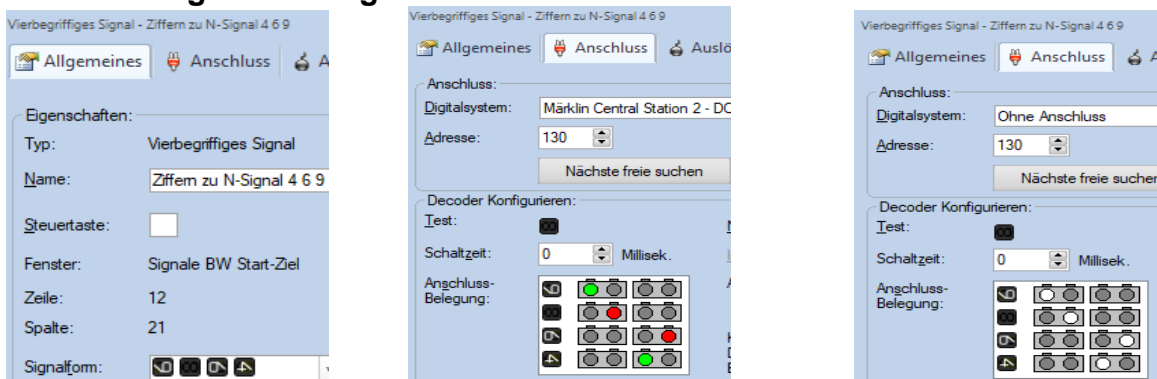 Vierbegriffiges Signal - Ziffern zu N-Signal 4 6 9
Allgemeines Anschluss A
Eigenschaften:
Typ: Vierbegriffiges Signal
Name: Ziffern zu N-Signal 4 6 9
Steuertaste:
Fenster: Signale BW Start-Ziel
Zeile: 12
Spalte: 21
Signalform:
Vierbegriffiges Signal - Ziffern zu N-Signal 4 6 9
Allgemeines Anschluss Auslö
Anschluss:
Digitalsystem: Märklin Central Station 2 - DC
Adresse: 130
Nächste freie suchen
Decoder Konfigurieren:
Test:
Schaltzeit: 0 Millisek.
Anschluss-
Belegung:
Vierbegriffiges Signal - Ziffern zu N-Signal 4 6 9
Allgemeines Anschluss A
Anschluss:
Digitalsystem: Ohne Anschluss
Adresse: 130
Nächste freie suchen
Decoder Konfigurieren:
Test:
Schaltzeit: 0 Millisek.
Anschluss-
Belegung: